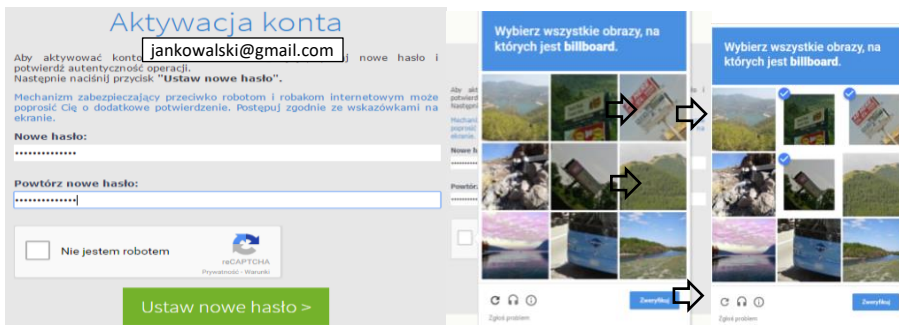 Aktywacja konta
jankowalski@gmail.com
Aby aktywować konto j nowe hasło i
potwierdź autentyczność operacji.
Następnie naciśnij przycisk "Ustaw nowe hasło".
Mechanizm zabezpieczający przeciwko robotom i robakom internetowym może
poprosić Cię o dodatkowe potwierdzenie. Postępuj zgodnie ze wskazówkami na
ekranie.
Nowe hasło:
Powtórz nowe hasło:
Nie jestem robotem
reCAPTCHA
Prywatność - Warunki
Ustaw nowe hasło >
Wybierz wszystkie obrazy, na
których jest billboard.
Zweryfikuj
Zgłoś problem
Wybierz wszystkie obrazy, na
których jest billboard.
Zweryfikuj
Zgłoś problem